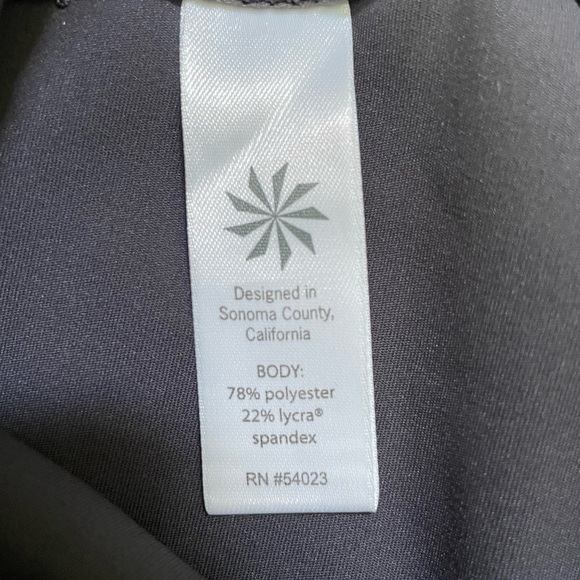 Designed in
Sonoma County,
California
BODY:
78% polyester
22% lycra®
spandex
RN #54023